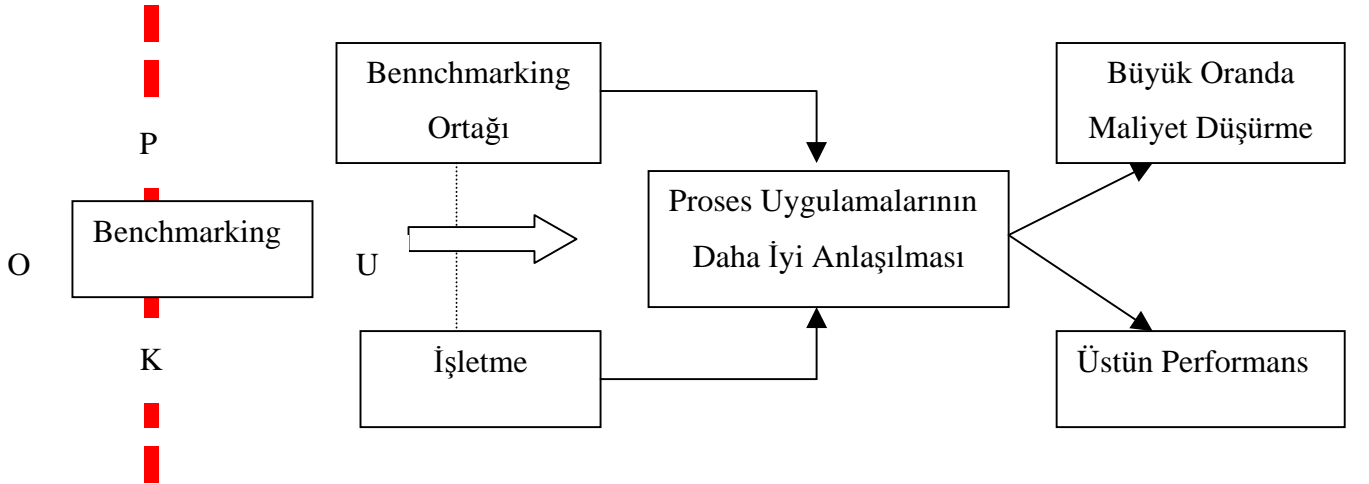 P
O
Benchmarking
U
K
Bennchmarking
Ortağı
İşletme
Proses Uygulamalarının
Daha İyi Anlaşılması
Büyük Oranda
Maliyet Düşürme
Üstün Performans